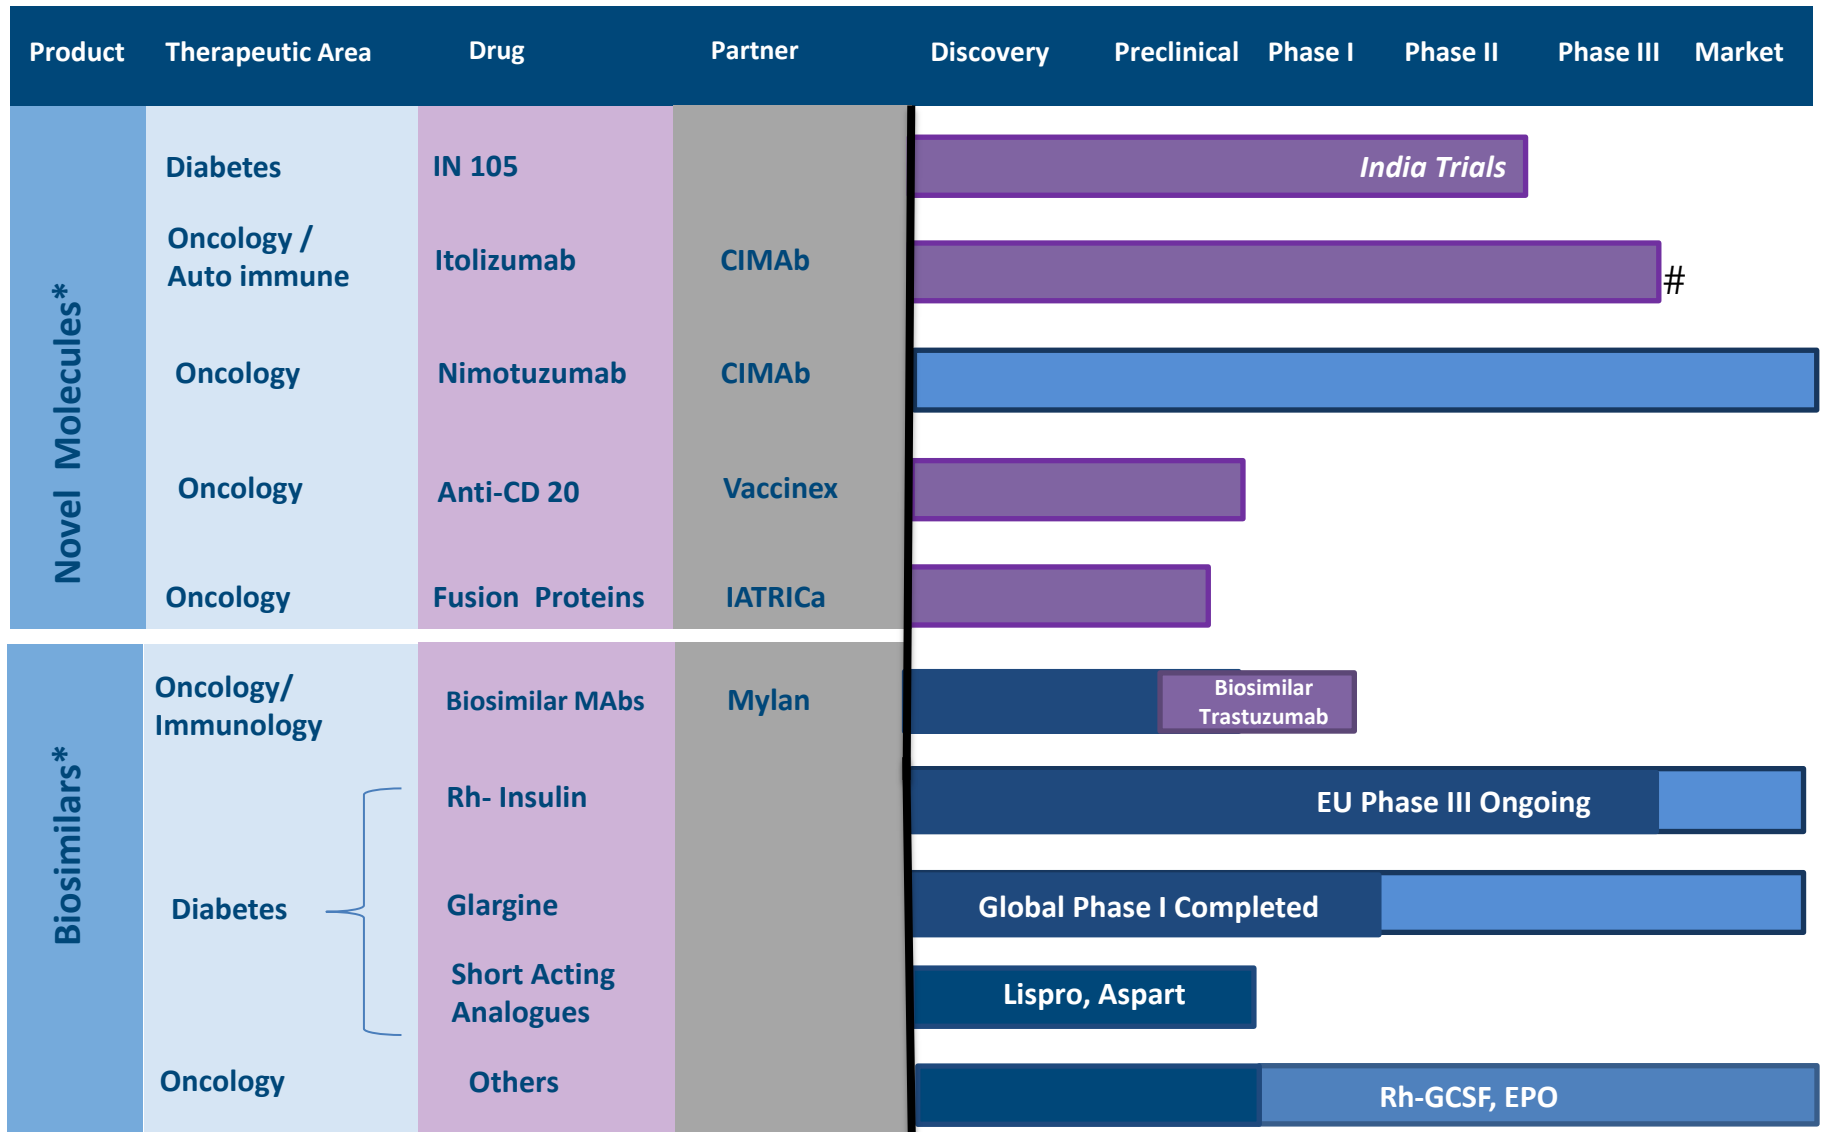 Product Therapeutic Area Drug Partner Discovery Preclinical Phase I Phase II Phase III Market
Novel Molecules*
Diabetes IN 105 India Trials
Oncology /
Auto immune Itolizumab CIMAb #
Oncology Nimotuzumab CIMAb
Oncology Anti-CD 20 Vaccinex
Oncology Fusion Proteins IATRICa
Biosimilars*
Oncology/
Immunology Biosimilar MAbs Mylan Biosimilar
Trastuzumab
Diabetes
Rh- Insulin EU Phase III Ongoing
Glargine Global Phase I Completed
Short Acting
Analogues Lispro, Aspart
Oncology Others Rh-GCSF, EPO